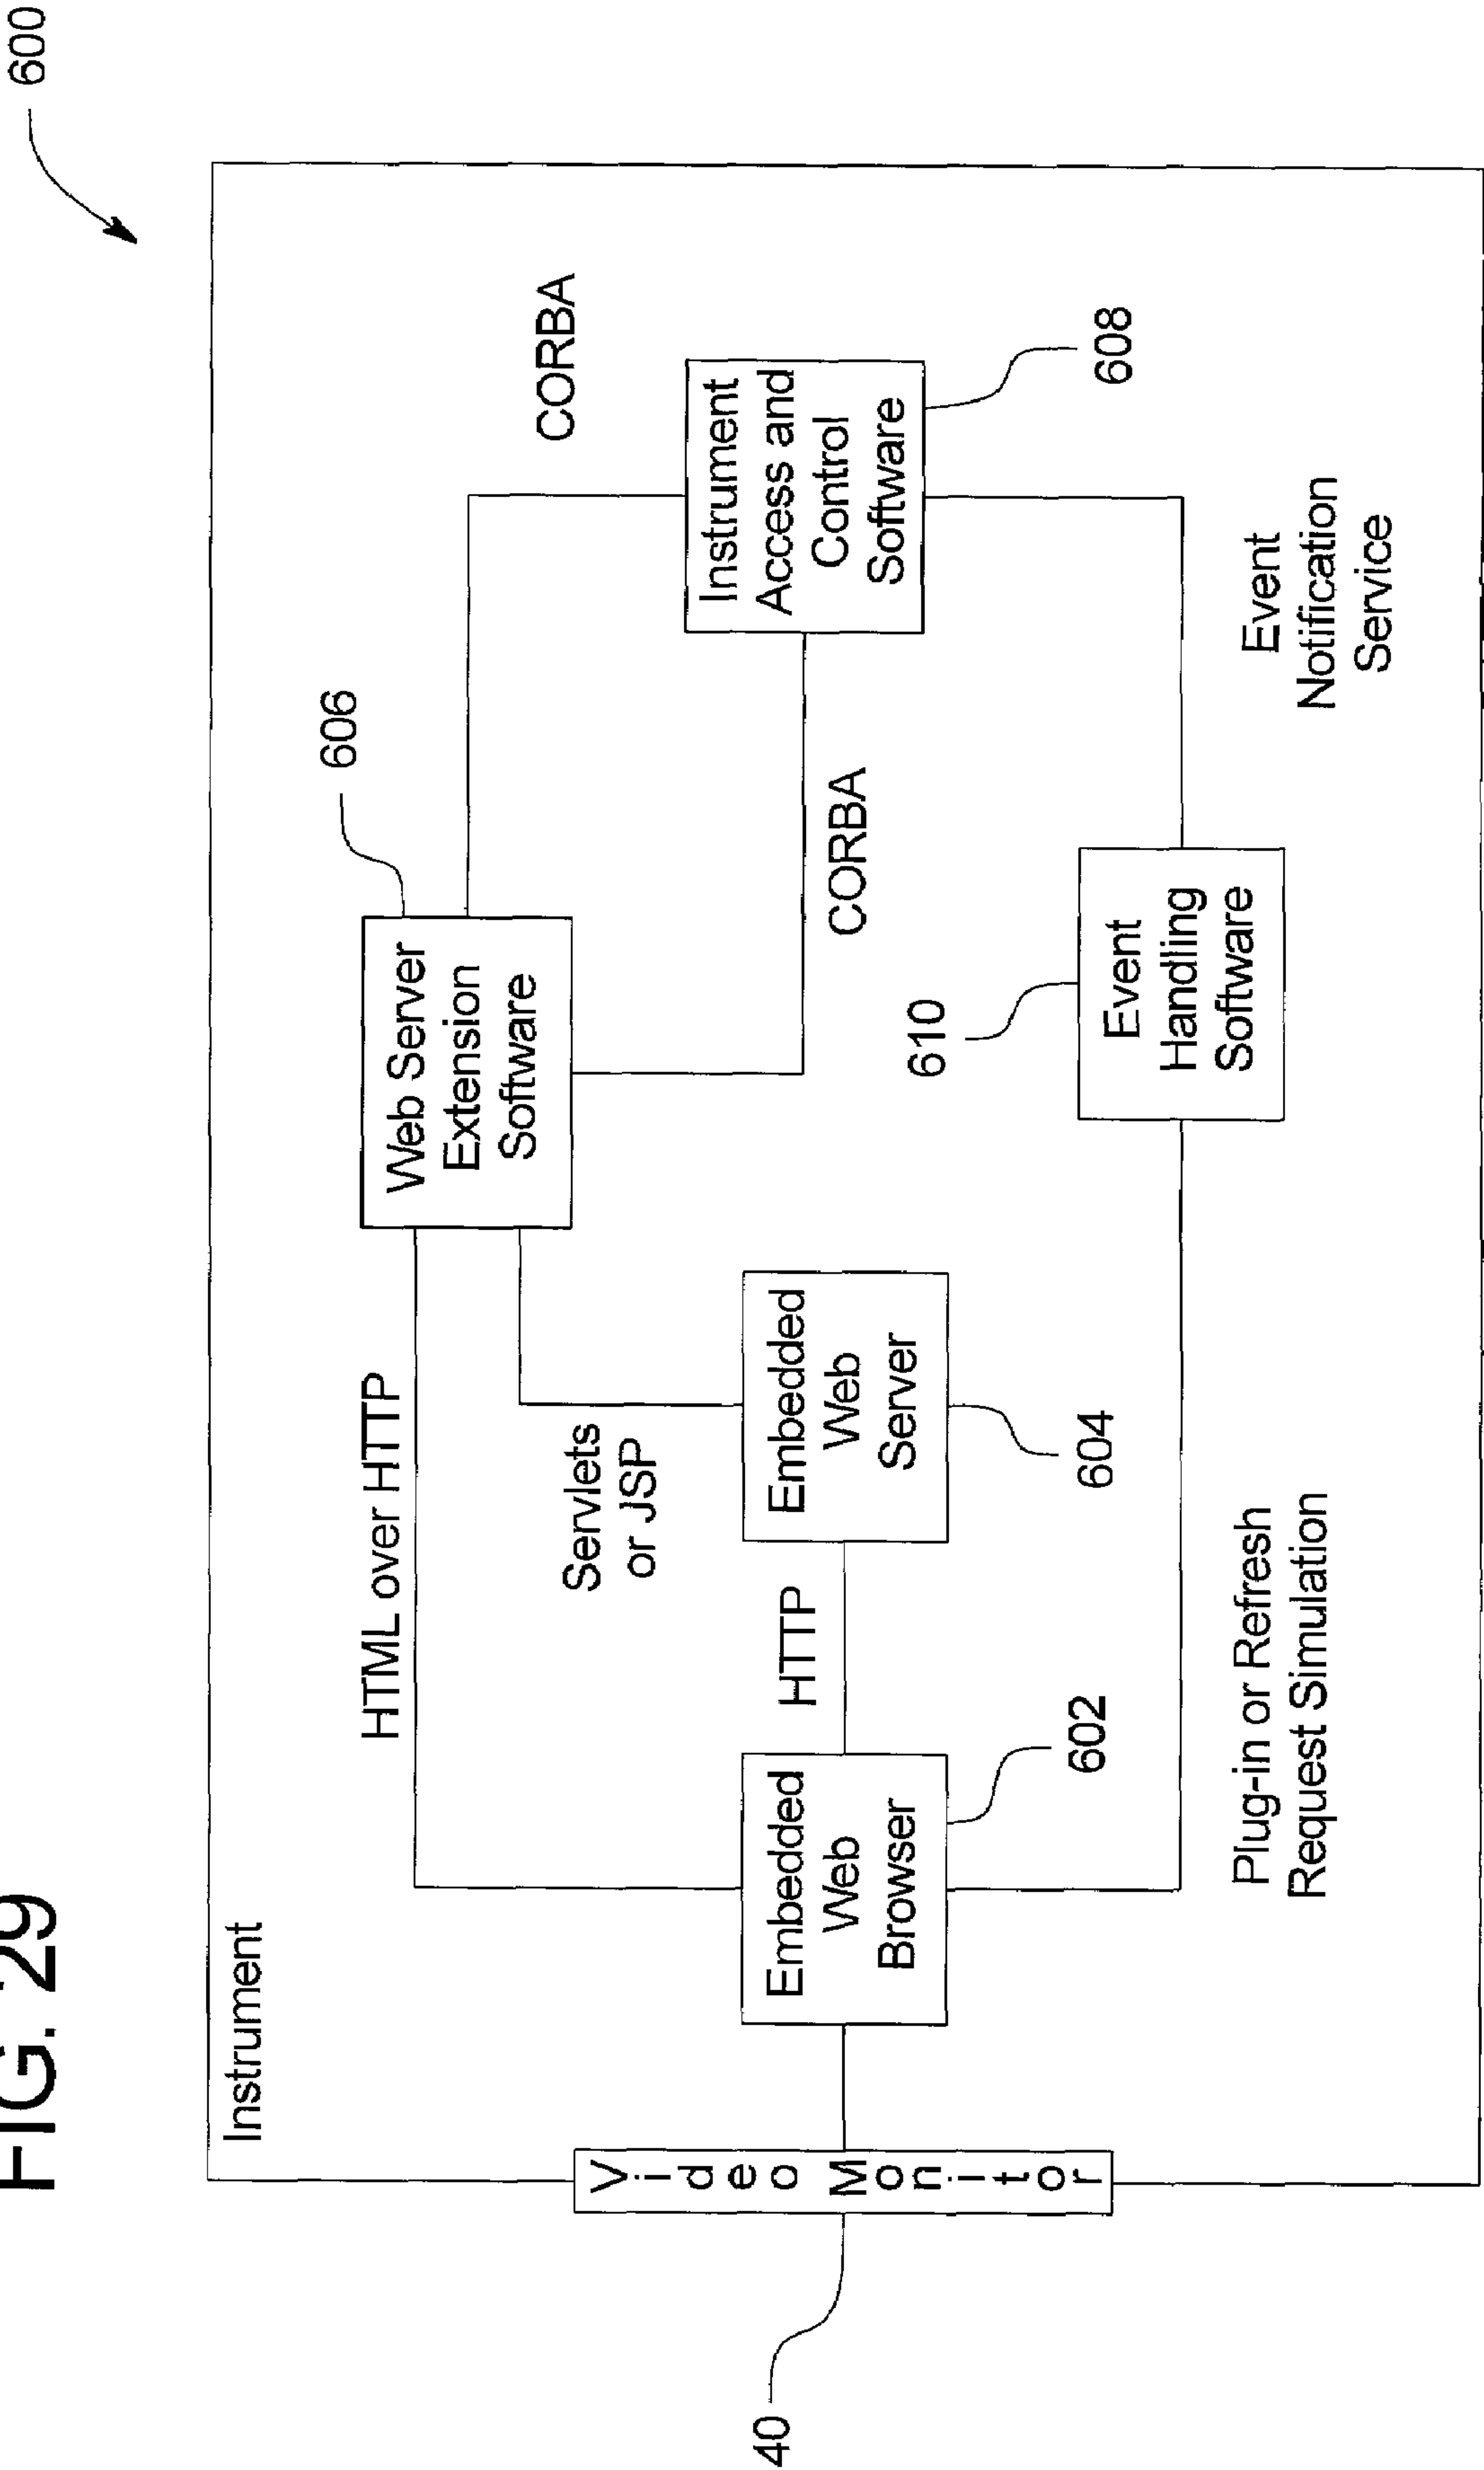 FIG. 29
600
Instrument
HTML over HTTP
606
CORBA
Web Server
Extension
Software
Servlets
or JSP
CORBA
Video Monitor
40
Embedded
Web
Browser
602
HTTP
Embedded
Web
Server
604
Instrument
Access and
Control
Software
608
610
Event
Handling
Software
Plug-in or Refresh
Request Simulation
Event
Notification
Service